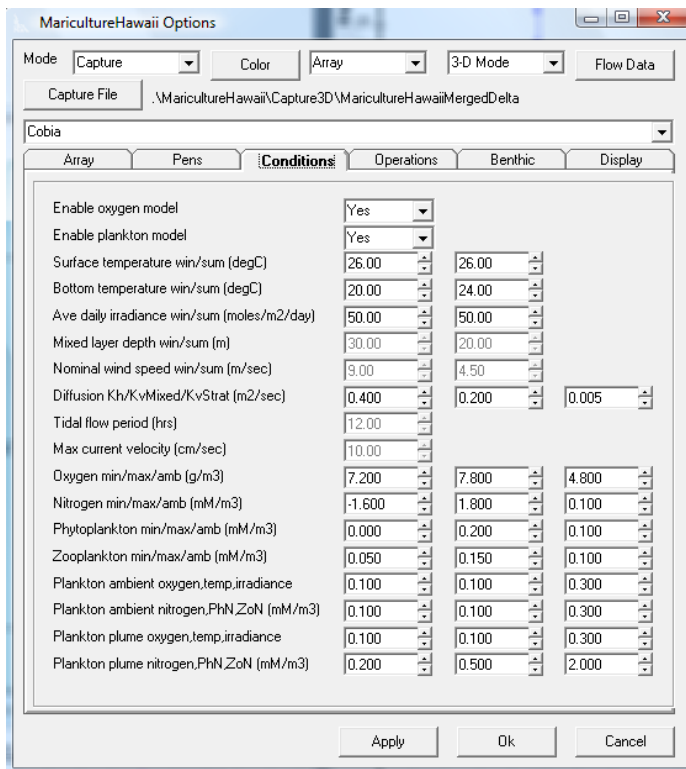 MaricultureHawaii Options
Mode Capture Color Array 3-D Mode Flow Data
Capture File .\MaricultureHawaii\Capture3D\MaricultureHawaiiMergedDelta
Cobia
Array Pens Conditions Operations Benthic Display
Enable oxygen model Yes
Enable plankton model Yes
Surface temperature win/sum (degC) 26.00 26.00
Bottom temperature win/sum (degC) 20.00 24.00
Ave daily irradiance win/sum (moles/m2/day) 50.00 50.00
Mixed layer depth win/sum (m) 30.00 20.00
Nominal wind speed win/sum (m/sec) 9.00 4.50
Diffusion Kh/KvMixed/KvStrat (m2/sec) 0.400 0.200 0.005
Tidal flow period (hrs) 12.00
Max current velocity (cm/sec) 10.00
Oxygen min/max/amb (g/m3) 7.200 7.800 4.800
Nitrogen min/max/amb (mM/m3) -1.600 1.800 0.100
Phytoplankton min/max/amb (mM/m3) 0.000 0.200 0.100
Zooplankton min/max/amb (mM/m3) 0.050 0.150 0.100
Plankton ambient oxygen,temp,irradiance 0.100 0.100 0.300
Plankton ambient nitrogen,PhN,ZoN (mM/m3) 0.100 0.100 0.300
Plankton plume oxygen,temp,irradiance 0.100 0.100 0.300
Plankton plume nitrogen,PhN,ZoN (mM/m3) 0.200 0.500 2.000
Apply Ok Cancel